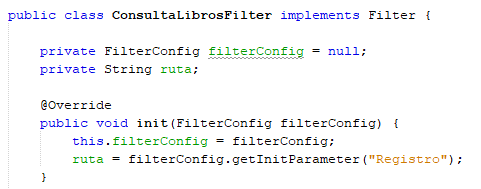 public class ConsultaLibrosFilter implements Filter {
private FilterConfig filterConfig = null;
private String ruta;
@Override
public void init(FilterConfig filterConfig) {
this.filterConfig = filterConfig;
ruta = filterConfig.getInitParameter("Registro");
}